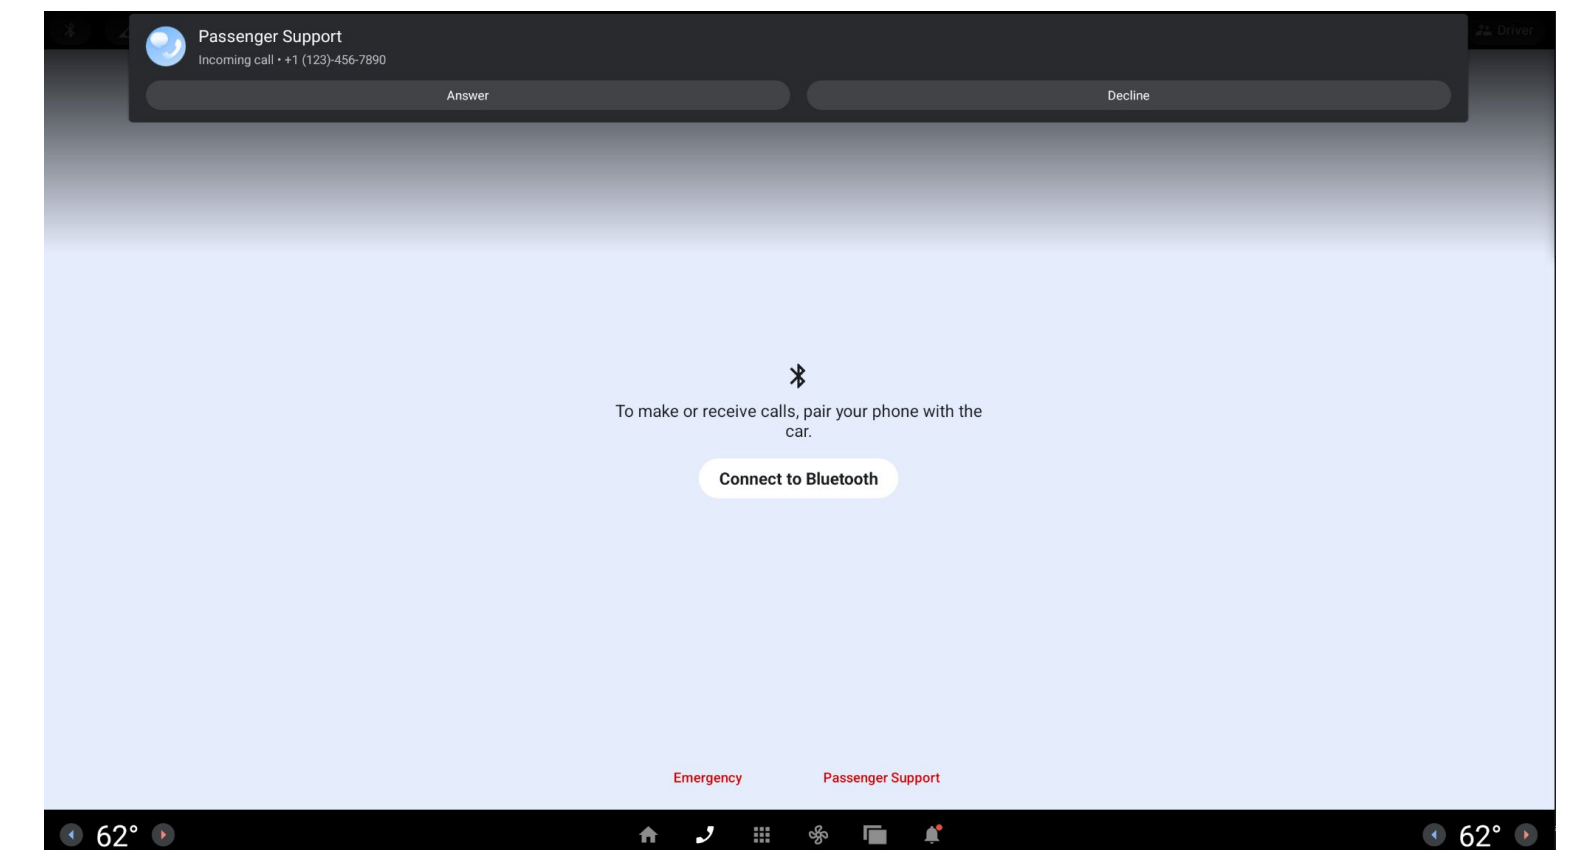 Passenger Support
Driver
Incoming call • +1 (123)-456-7890
Answer
Decline
To make or receive calls, pair your phone with the
car.
Connect to Bluetooth
Emergency
Passenger Support
62°
62°